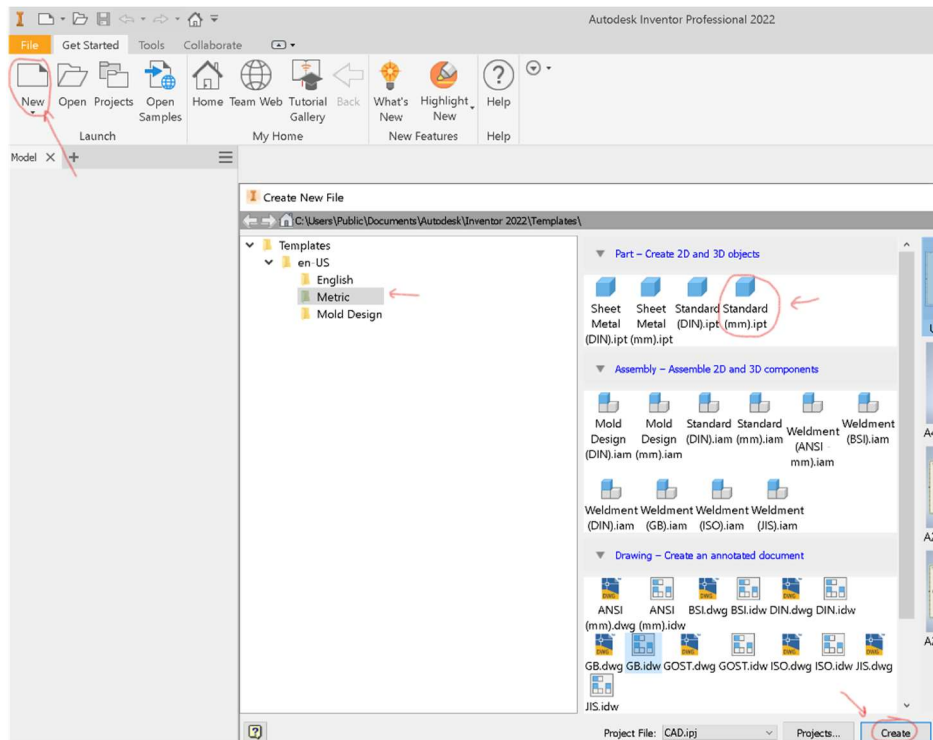 Autodesk Inventor Professional 2022
File Get Started Tools Collaborate
New Open Projects Open Samples Home Team Web Tutorial Gallery Back What's New Highlight New Help
Launch My Home New Features Help
Model
Create New File
C:\Users\Public\Documents\Autodesk\Inventor 2022\Templates\
Templates
en-US
English
Metric
Mold Design
Part – Create 2D and 3D objects
Sheet Metal (DIN).ipt Sheet Metal (mm).ipt Standard (DIN).ipt Standard (mm).ipt
Assembly – Assemble 2D and 3D components
Mold Design (DIN).iam Mold Design (mm).iam Standard (DIN).iam Standard (mm).iam Weldment (ANSI - mm).iam Weldment (BSI).iam
Weldment (DIN).iam Weldment (GB).iam Weldment (ISO).iam Weldment (JIS).iam
Drawing – Create an annotated document
ANSI (mm).dwg ANSI (mm).idw BSI.dwg BSI.idw DIN.dwg DIN.idw
GB.dwg GB.idw GOST.dwg GOST.idw ISO.dwg ISO.idw JIS.dwg
JIS.idw
Project File: CAD.ipj Projects... Create